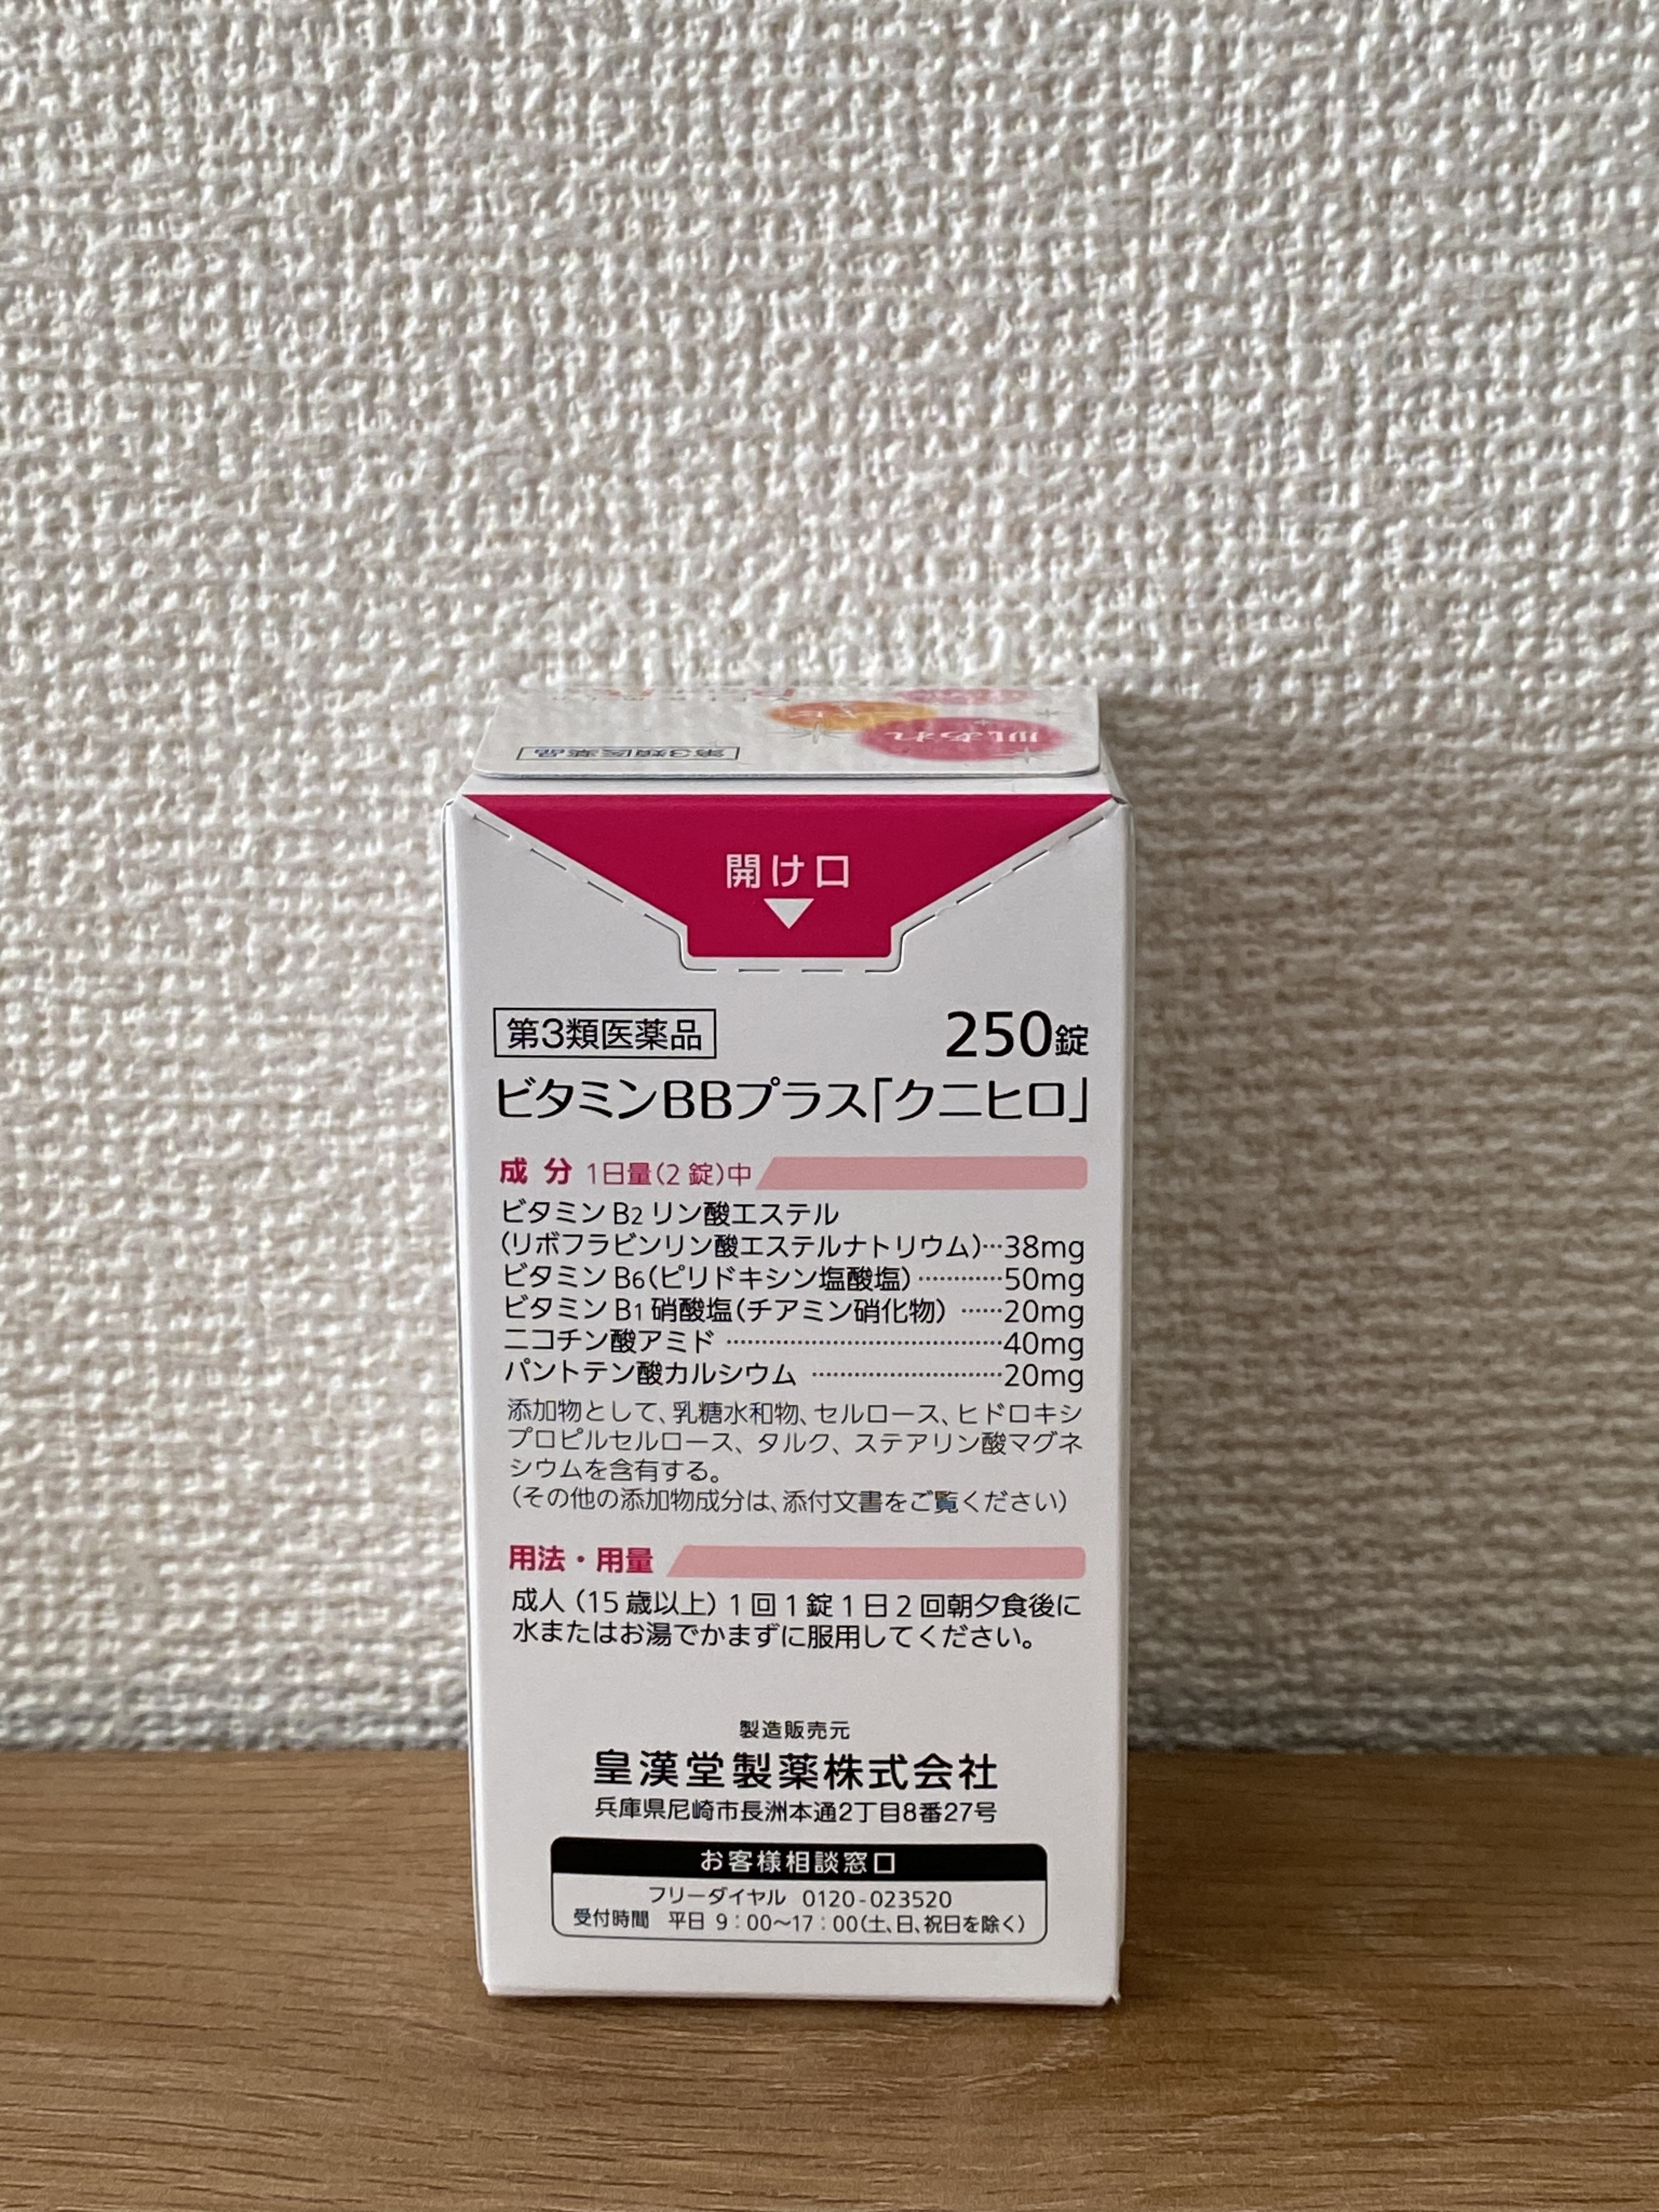 肌あれ
第3類医薬品
開け口
第3類医薬品
250錠
ビタミンBBプラス「クニヒロ」
成分 1日量(2錠)中
ビタミンB2リン酸エステル
(リボフラビンリン酸エステルナトリウム)…38mg
ビタミンB6(ピリドキシン塩酸塩)…………50mg
ビタミンB1硝酸塩(チアミン硝化物)……20mg
ニコチン酸アミド…………………………………40mg
パントテン酸カルシウム………………………20mg
添加物として、乳糖水和物、セルロース、ヒドロキシ
プロピルセルロース、タルク、ステアリン酸マグネ
シウムを含有する。
(その他の添加物成分は、添付文書をご覧ください)
用法・用量
成人(15歳以上)1回1錠1日2回朝夕食後に
水またはお湯でかまずに服用してください。
製造販売元
皇漢堂製薬株式会社
兵庫県尼崎市長洲本通2丁目8番27号
お客様相談窓口
フリーダイヤル 0120-023520
受付時間 平日 9:00〜17:00(土、日、祝日を除く)